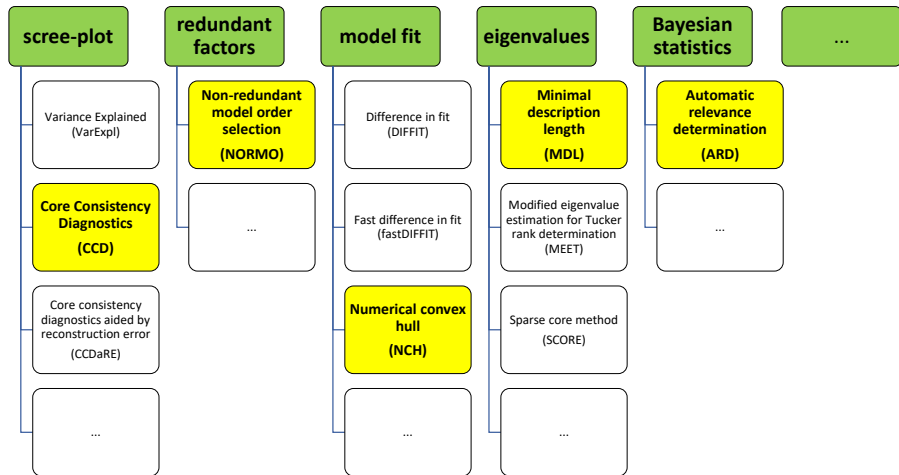 scree-plot
redundant
factors
model fit
eigenvalues
Bayesian
statistics
...
Variance Explained
(VarExpl)
Core Consistency
Diagnostics
(CCD)
Core consistency
diagnostics aided by
reconstruction error
(CCDaRE)
...
Non-redundant
model order
selection
(NORMO)
...
Difference in fit
(DIFFIT)
Fast difference in fit
(fastDIFFIT)
Numerical convex
hull
(NCH)
...
Minimal
description
length
(MDL)
Modified eigenvalue
estimation for Tucker
rank determination
(MEET)
Sparse core method
(SCORE)
...
Automatic
relevance
determination
(ARD)
...